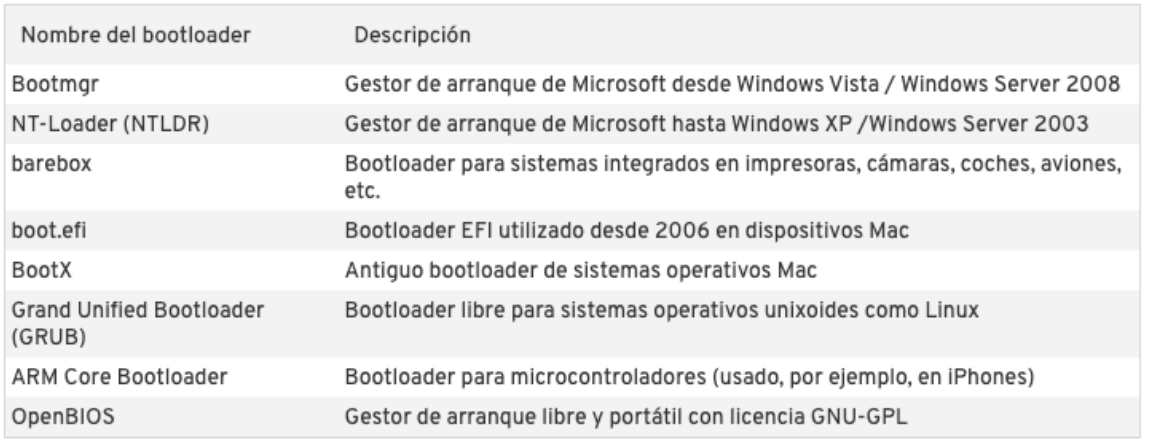 Nombre del bootloader Descripción
Bootmgr Gestor de arranque de Microsoft desde Windows Vista / Windows Server 2008
NT-Loader (NTLDR) Gestor de arranque de Microsoft hasta Windows XP /Windows Server 2003
barebox Bootloader para sistemas integrados en impresoras, cámaras, coches, aviones,
etc.
boot.efi Bootloader EFI utilizado desde 2006 en dispositivos Mac
BootX Antiguo bootloader de sistemas operativos Mac
Grand Unified Bootloader Bootloader libre para sistemas operativos unixoides como Linux
(GRUB)
ARM Core Bootloader Bootloader para microcontroladores (usado, por ejemplo, en iPhones)
OpenBIOS Gestor de arranque libre y portátil con licencia GNU-GPL